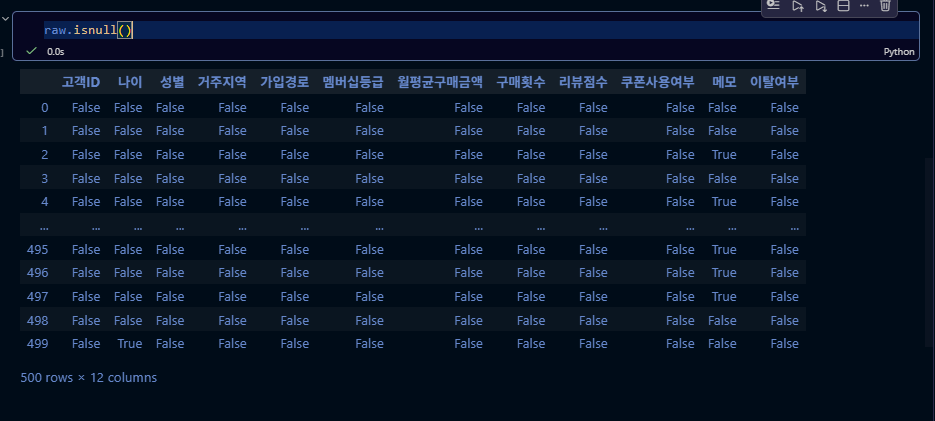 raw.isnull()
0.0s Python
고객ID 나이 성별 거주지역 가입경로 멤버십등급 월평균구매금액 구매횟수 리뷰점수 쿠폰사용여부 메모 이탈여부
0 False False False False False False False False False False False False
1 False False False False False False False False False False False False
2 False False False False False False False False False False True False
3 False False False False False False False False False False False False
4 False False False False False False False False False False True False
... ... ... ... ... ... ... ... ... ... ... ... ...
495 False False False False False False False False False False True False
496 False False False False False False False False False False True False
497 False False False False False False False False False False True False
498 False False False False False False False False False False False False
499 False True False False False False False False False False False False
500 rows × 12 columns